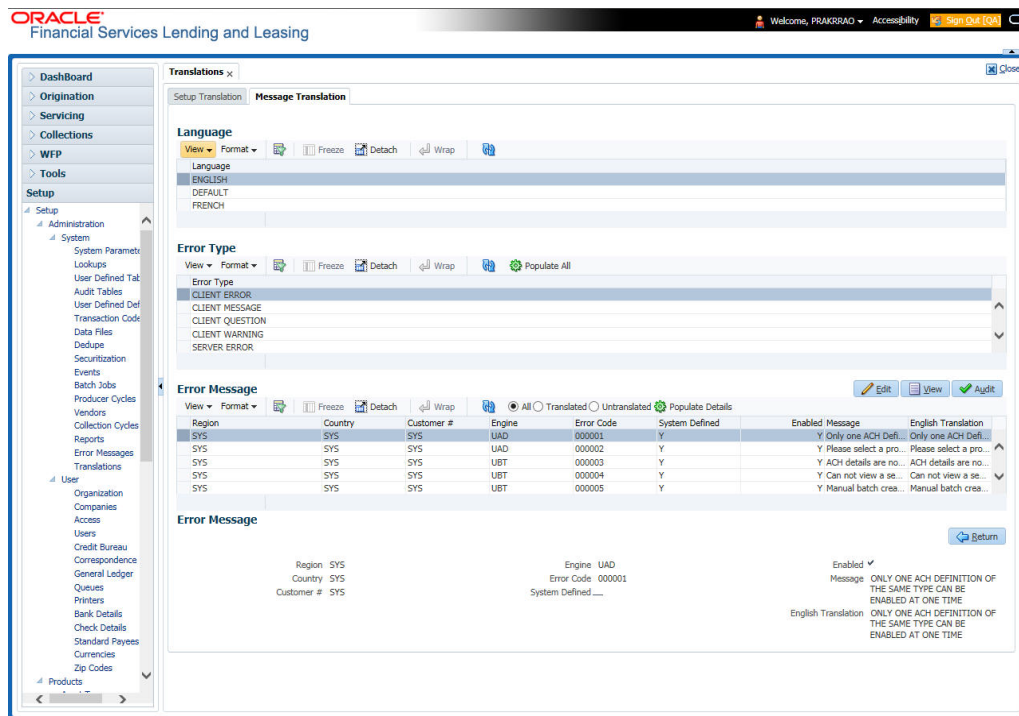 ORACLE
Financial Services Lending and Leasing
Welcome, PRAKRRAO Accessibility Sign Out [QA]
Close
DashBoard
Origination
Servicing
Collections
WFP
Tools
Setup
Setup
Administration
System
System Paramete
Lookups
User Defined Tab
Audit Tables
User Defined Def
Transaction Code
Data Files
Dedupe
Securitization
Events
Batch Jobs
Producer Cycles
Vendors
Collection Cycles
Reports
Error Messages
Translations
User
Organization
Companies
Access
Users
Credit Bureau
Correspondence
General Ledger
Queues
Printers
Bank Details
Check Details
Standard Payees
Currencies
Zip Codes
Products
Translations x
Setup Translation Message Translation
Language
View Format Freeze Detach Wrap
Language
ENGLISH
DEFAULT
FRENCH
Error Type
View Format Freeze Detach Wrap Populate All
Error Type
CLIENT ERROR
CLIENT MESSAGE
CLIENT QUESTION
CLIENT WARNING
SERVER ERROR
Error Message Edit View Audit
View Format Freeze Detach Wrap All Translated Untranslated Populate Details
Region Country Customer # Engine Error Code System Defined Enabled Message English Translation
SYS SYS SYS UAD 000001 Y Y Only one ACH Defi... Only one ACH Defi...
SYS SYS SYS UAD 000002 Y Y Please select a pro... Please select a pro...
SYS SYS SYS UBT 000003 Y Y ACH details are no... ACH details are no...
SYS SYS SYS UBT 000004 Y Y Can not view a se... Can not view a se...
SYS SYS SYS UBT 000005 Y Y Manual batch crea... Manual batch crea...
Error Message
Return
Region SYS Engine UAD Enabled
Country SYS Error Code 000001 Message ONLY ONE ACH DEFINITION OF
Customer # SYS System Defined THE SAME TYPE CAN BE
ENABLED AT ONE TIME
English Translation ONLY ONE ACH DEFINITION OF
THE SAME TYPE CAN BE
ENABLED AT ONE TIME